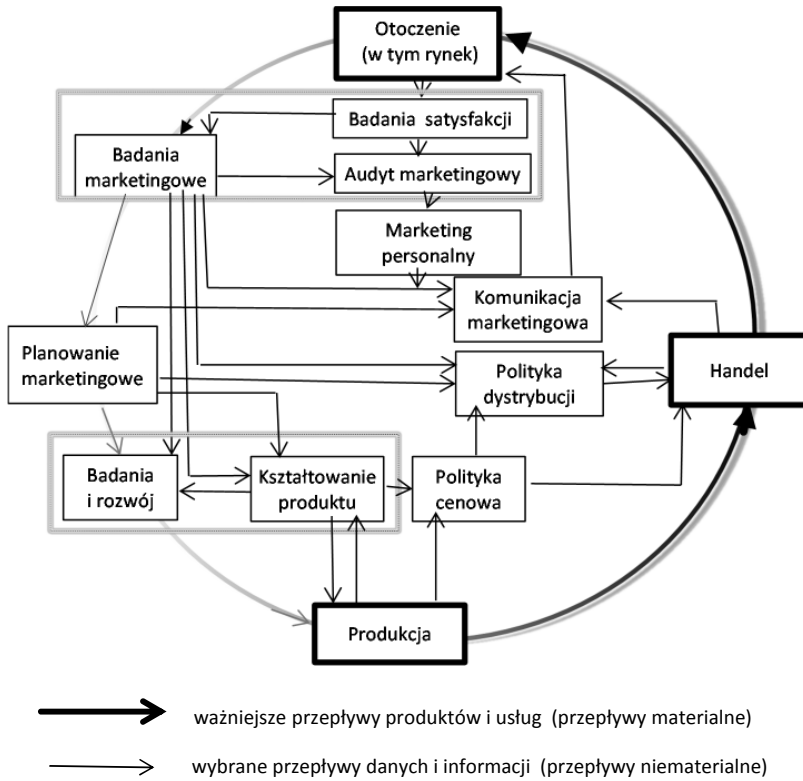 Otoczenie
(w tym rynek)
Badania satysfakcji
Badania
marketingowe
Audyt marketingowy
Marketing
personalny
Komunikacja
marketingowa
Planowanie
marketingowe
Polityka
dystrybucji
Handel
Badania
i rozwój
Kształtowanie
produktu
Polityka
cenowa
Produkcja
ważniejsze przepływy produktów i usług (przepływy materialne)
wybrane przepływy danych i informacji (przepływy niematerialne)